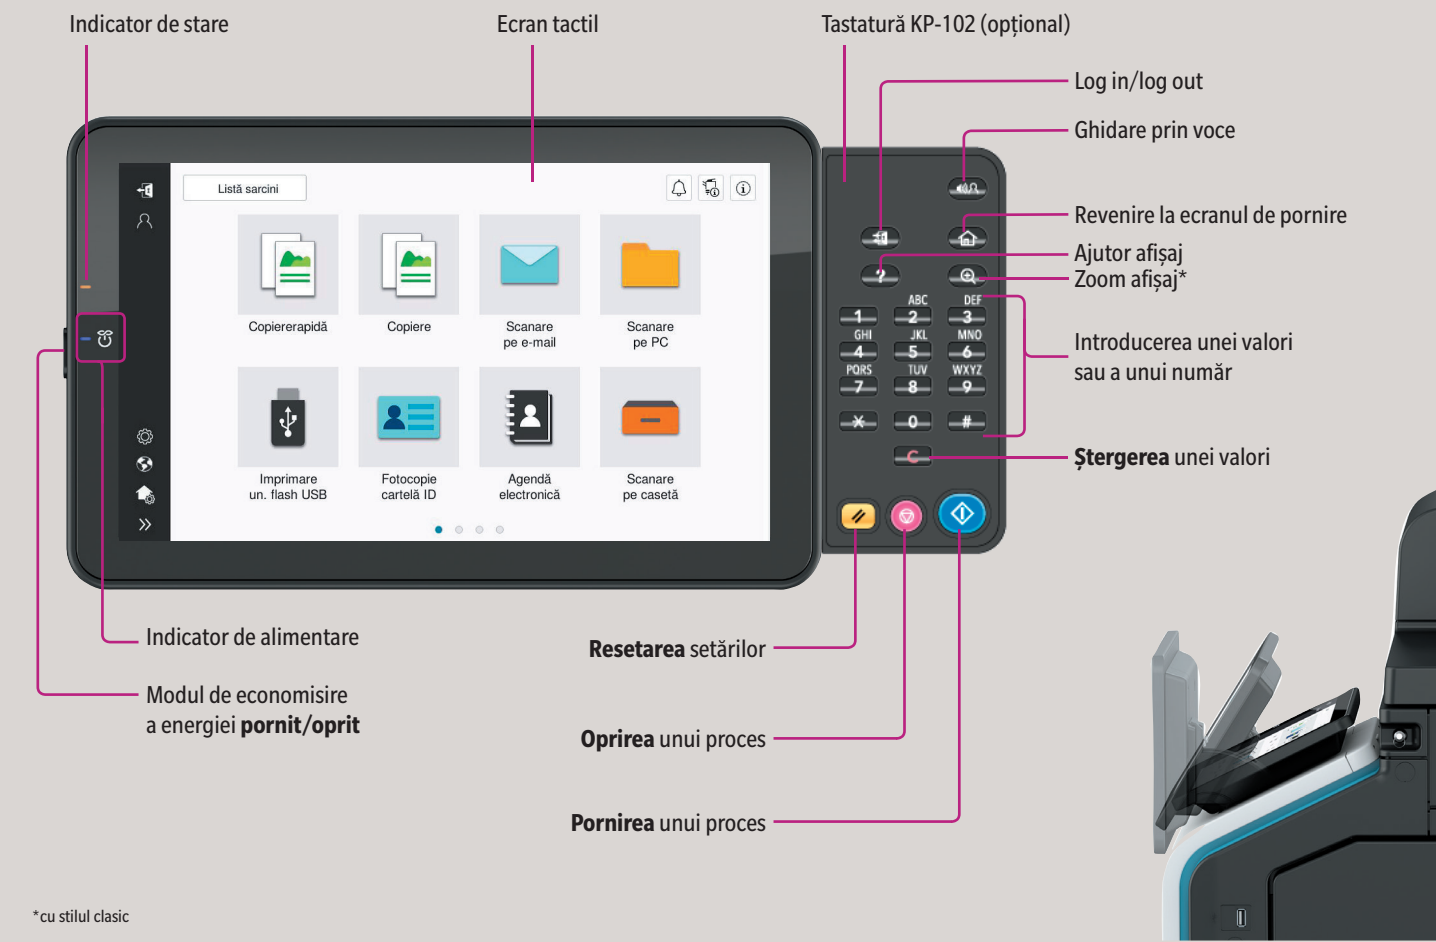 Indicator de stare
Ecran tactil
Tastatură KP-102 (opțional)
Log in/log out
Ghidare prin voce
Revenire la ecranul de pornire
Ajutor afișaj
Zoom afișaj*
Introducerea unei valori
sau a unui număr
Ștergerea unei valori
Listă sarcini
Copiererapidă
Copiere
Scanare
pe e-mail
Scanare
pe PC
Imprimare
un. flash USB
Fotocopie
cartelă ID
Agendă
electronică
Scanare
pe casetă
?
ABC
DEF
1
2
3
GHI
JKL
MNO
4
5
6
PQRS
TUV
WXYZ
7
8
9
0
#
C
Indicator de alimentare
Modul de economisire
a energiei pornit/oprit
Resetarea setărilor
Oprirea unui proces
Pornirea unui proces
*cu stilul clasic